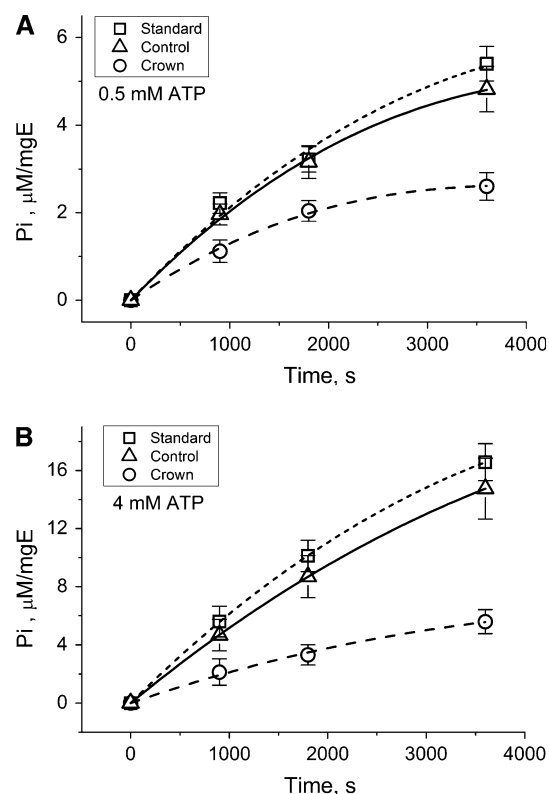 A
Standard
Control
Crown
0.5 mM ATP
6
4
2
0
Pi , μM/mgE
0 1000 2000 3000 4000
Time, s
B
Standard
Control
Crown
4 mM ATP
16
12
8
4
0
Pi , μM/mgE
0 1000 2000 3000 4000
Time, s